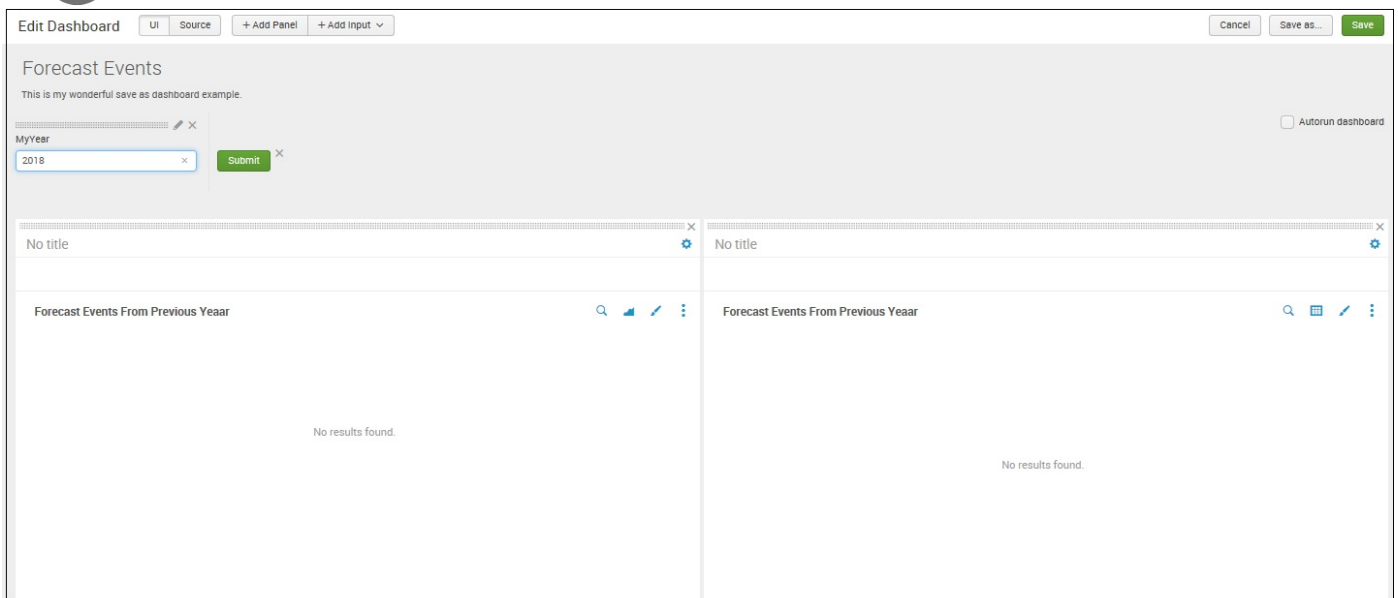 Edit Dashboard UI Source + Add Panel + Add Input Cancel Save as... Save
Forecast Events
This is my wonderful save as dashboard example.
Autorun dashboard
MyYear
2018 Submit
No title No title
Forecast Events From Previous Yeaar Forecast Events From Previous Yeaar
No results found.
No results found.